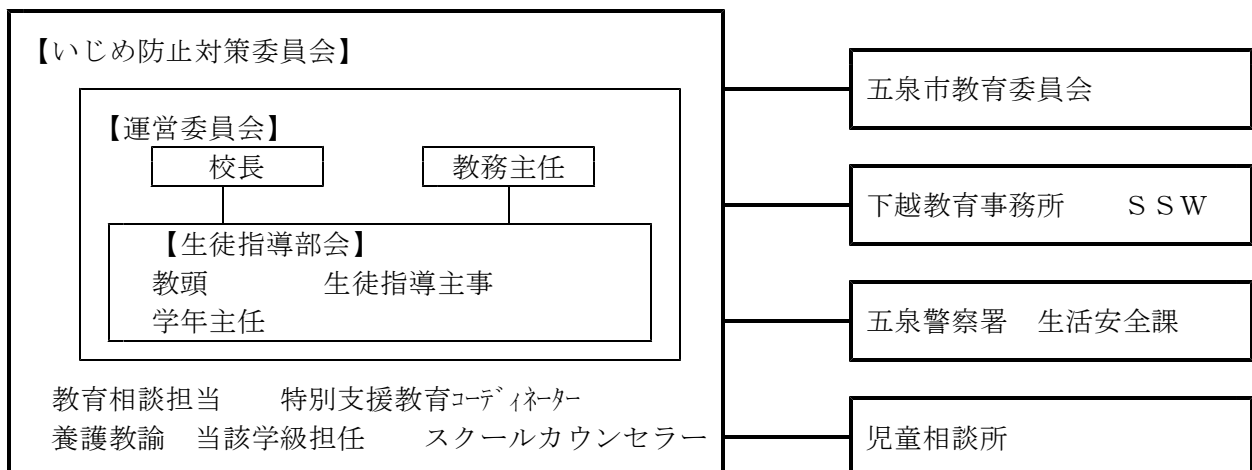 【いじめ防止対策委員会】
【運営委員会】
校長
教務主任
【生徒指導部会】
教頭　　　生徒指導主事
学年主任
教育相談担当　　特別支援教育ｺｰﾃﾞｨﾈｰﾀｰ
養護教諭　当該学級担任　　スクールカウンセラー
五泉市教育委員会
下越教育事務所　　ＳＳＷ
五泉警察署　生活安全課
児童相談所